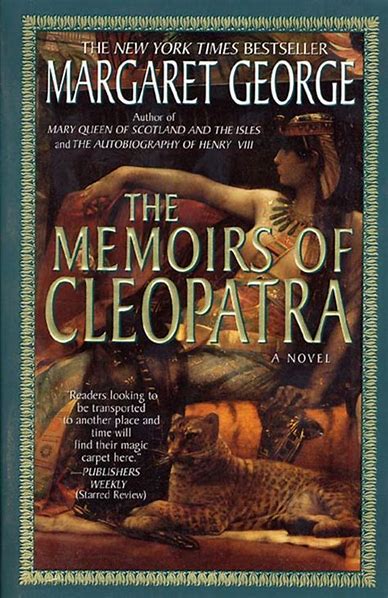 THE NEW YORK TIMES BESTSELLER
MARGARET GEORGE
Author of
MARY QUEEN OF SCOTLAND AND THE ISLES
and THE AUTOBIOGRAPHY OF HENRY VIII
THE
MEMOIRS OF
CLEOPATRA
A NOVEL
"Readers looking to
be transported
to another place and
time will
find their magic
carpet here."
—PUBLISHERS
WEEKLY
(Starred Review)